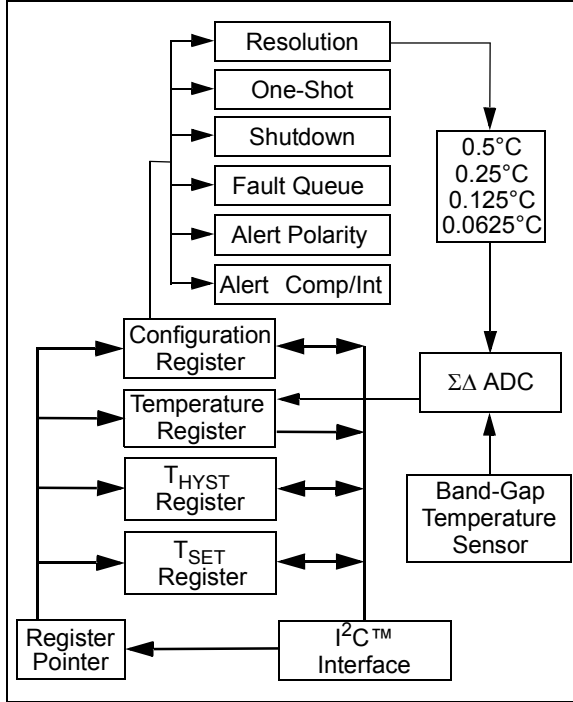 Resolution
One-Shot
Shutdown
Fault Queue
Alert Polarity
Alert Comp/Int
0.5°C
0.25°C
0.125°C
0.0625°C
Configuration
Register
Temperature
Register
THYST
Register
TSET
Register
ΣΔ ADC
Band-Gap
Temperature
Sensor
Register
Pointer
I²C™
Interface